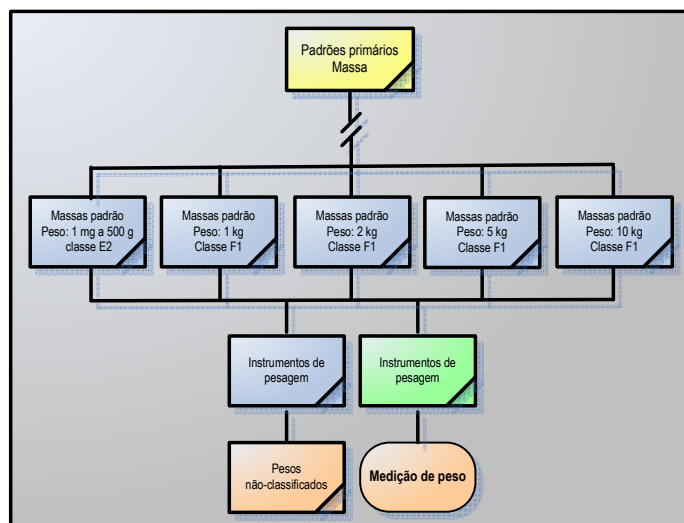 Padrões primários
Massa
Massas padrão
Peso: 1 mg a 500 g
classe E2
Massas padrão
Peso: 1 kg
Classe F1
Massas padrão
Peso: 2 kg
Classe F1
Massas padrão
Peso: 5 kg
Classe F1
Massas padrão
Peso: 10 kg
Classe F1
Instrumentos de
pesagem
Instrumentos de
pesagem
Pesos
não-classificados
Medição de peso